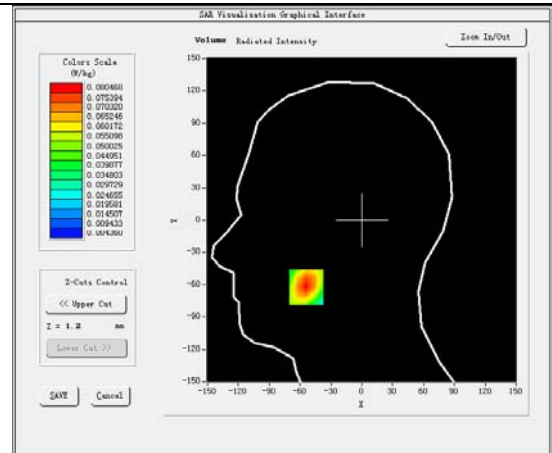 SAR Visualisation Graphical Interface
Volume Radiated Intensity
Zoom In/Out
Colors Scale
(W/kg)
0.080468
0.075394
0.070320
0.065246
0.060172
0.055098
0.050025
0.044951
0.039877
0.034803
0.029729
0.024655
0.019581
0.014507
0.009433
0.004360
Z-Cuts Control
<< Upper Cut
Z = 1.2 mm
Lower Cut >>
SAVE Cancel
150
120
90
60
30
0
-30
-60
-90
-120
-150
Y
-150 -120 -90 -60 -30 0 30 60 90 120 150
X